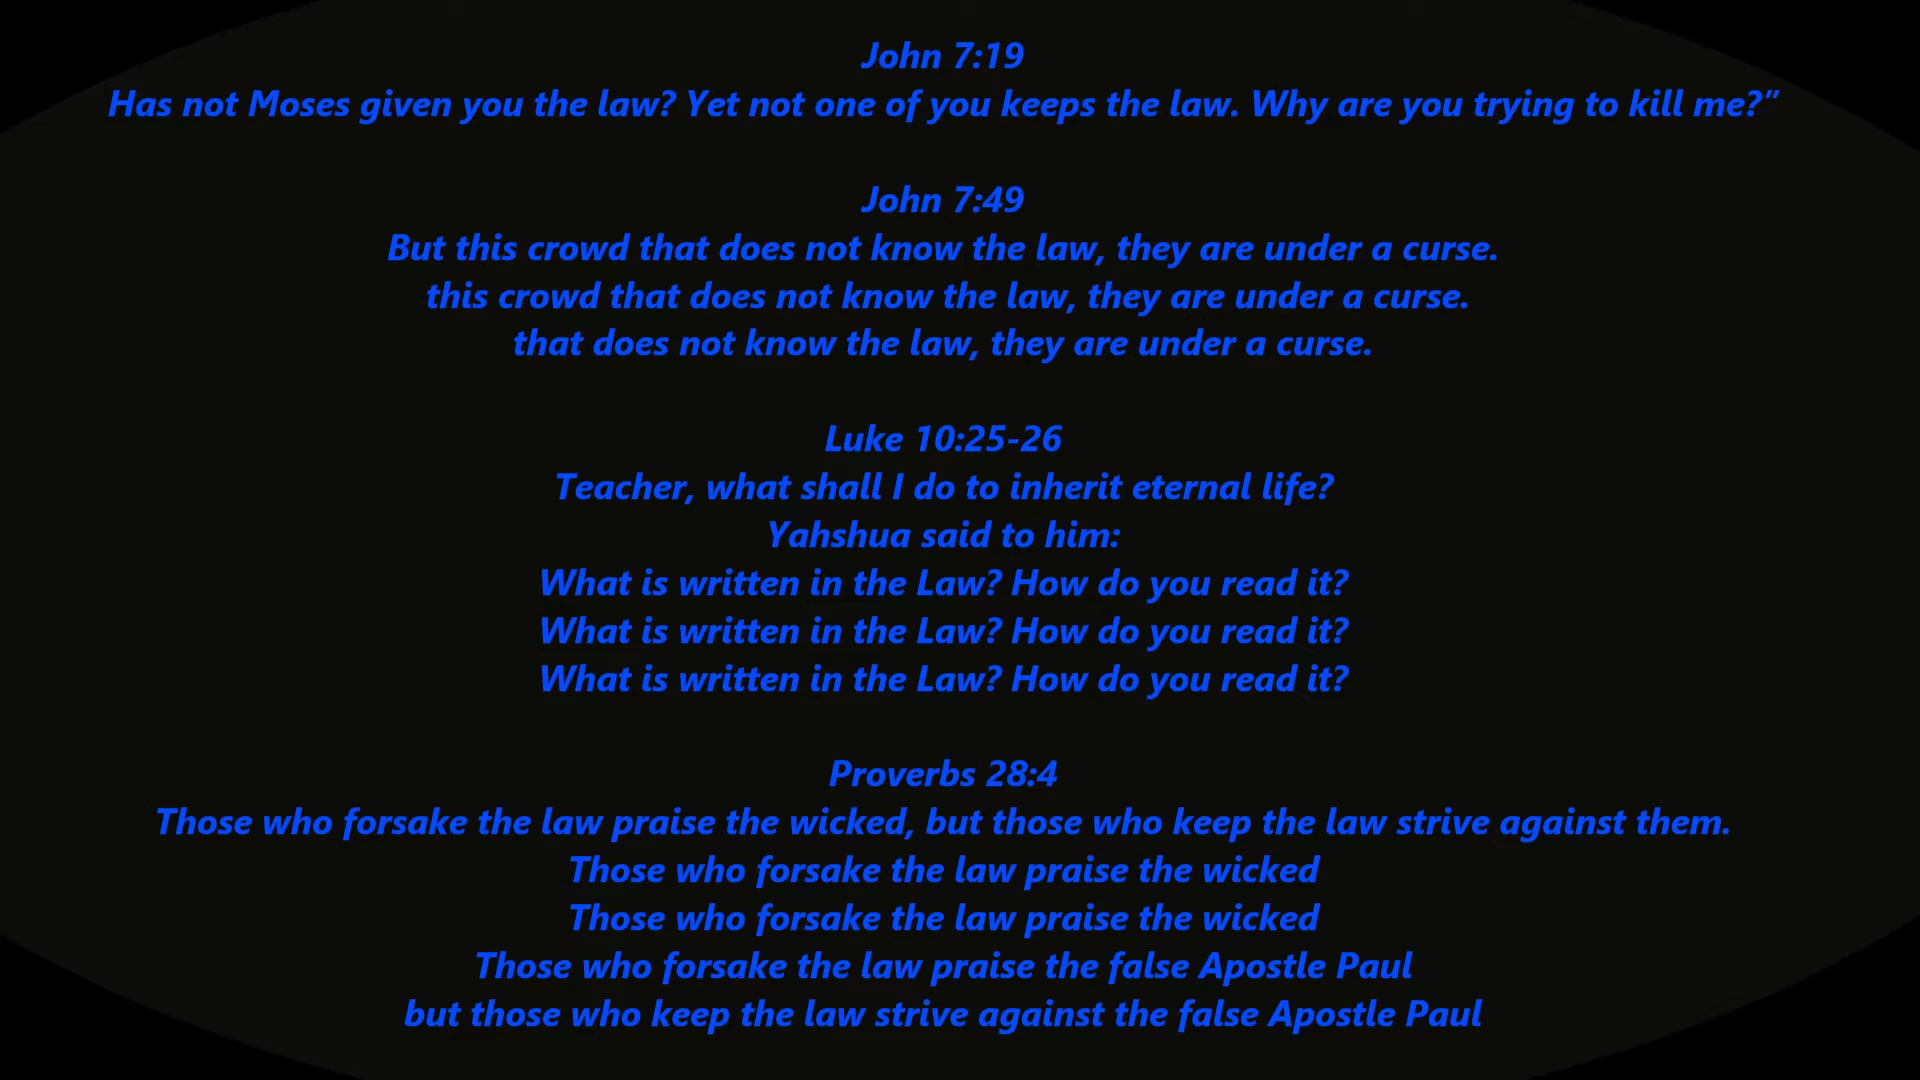 John 7:19
Has not Moses given you the law? Yet not one of you keeps the law. Why are you trying to kill me?”
John 7:49
But this crowd that does not know the law, they are under a curse.
this crowd that does not know the law, they are under a curse.
that does not know the law, they are under a curse.
Luke 10:25-26
Teacher, what shall I do to inherit eternal life?
Yahshua said to him:
What is written in the Law? How do you read it?
What is written in the Law? How do you read it?
What is written in the Law? How do you read it?
Proverbs 28:4
Those who forsake the law praise the wicked, but those who keep the law strive against them.
Those who forsake the law praise the wicked
Those who forsake the law praise the wicked
Those who forsake the law praise the false Apostle Paul
but those who keep the law strive against the false Apostle Paul